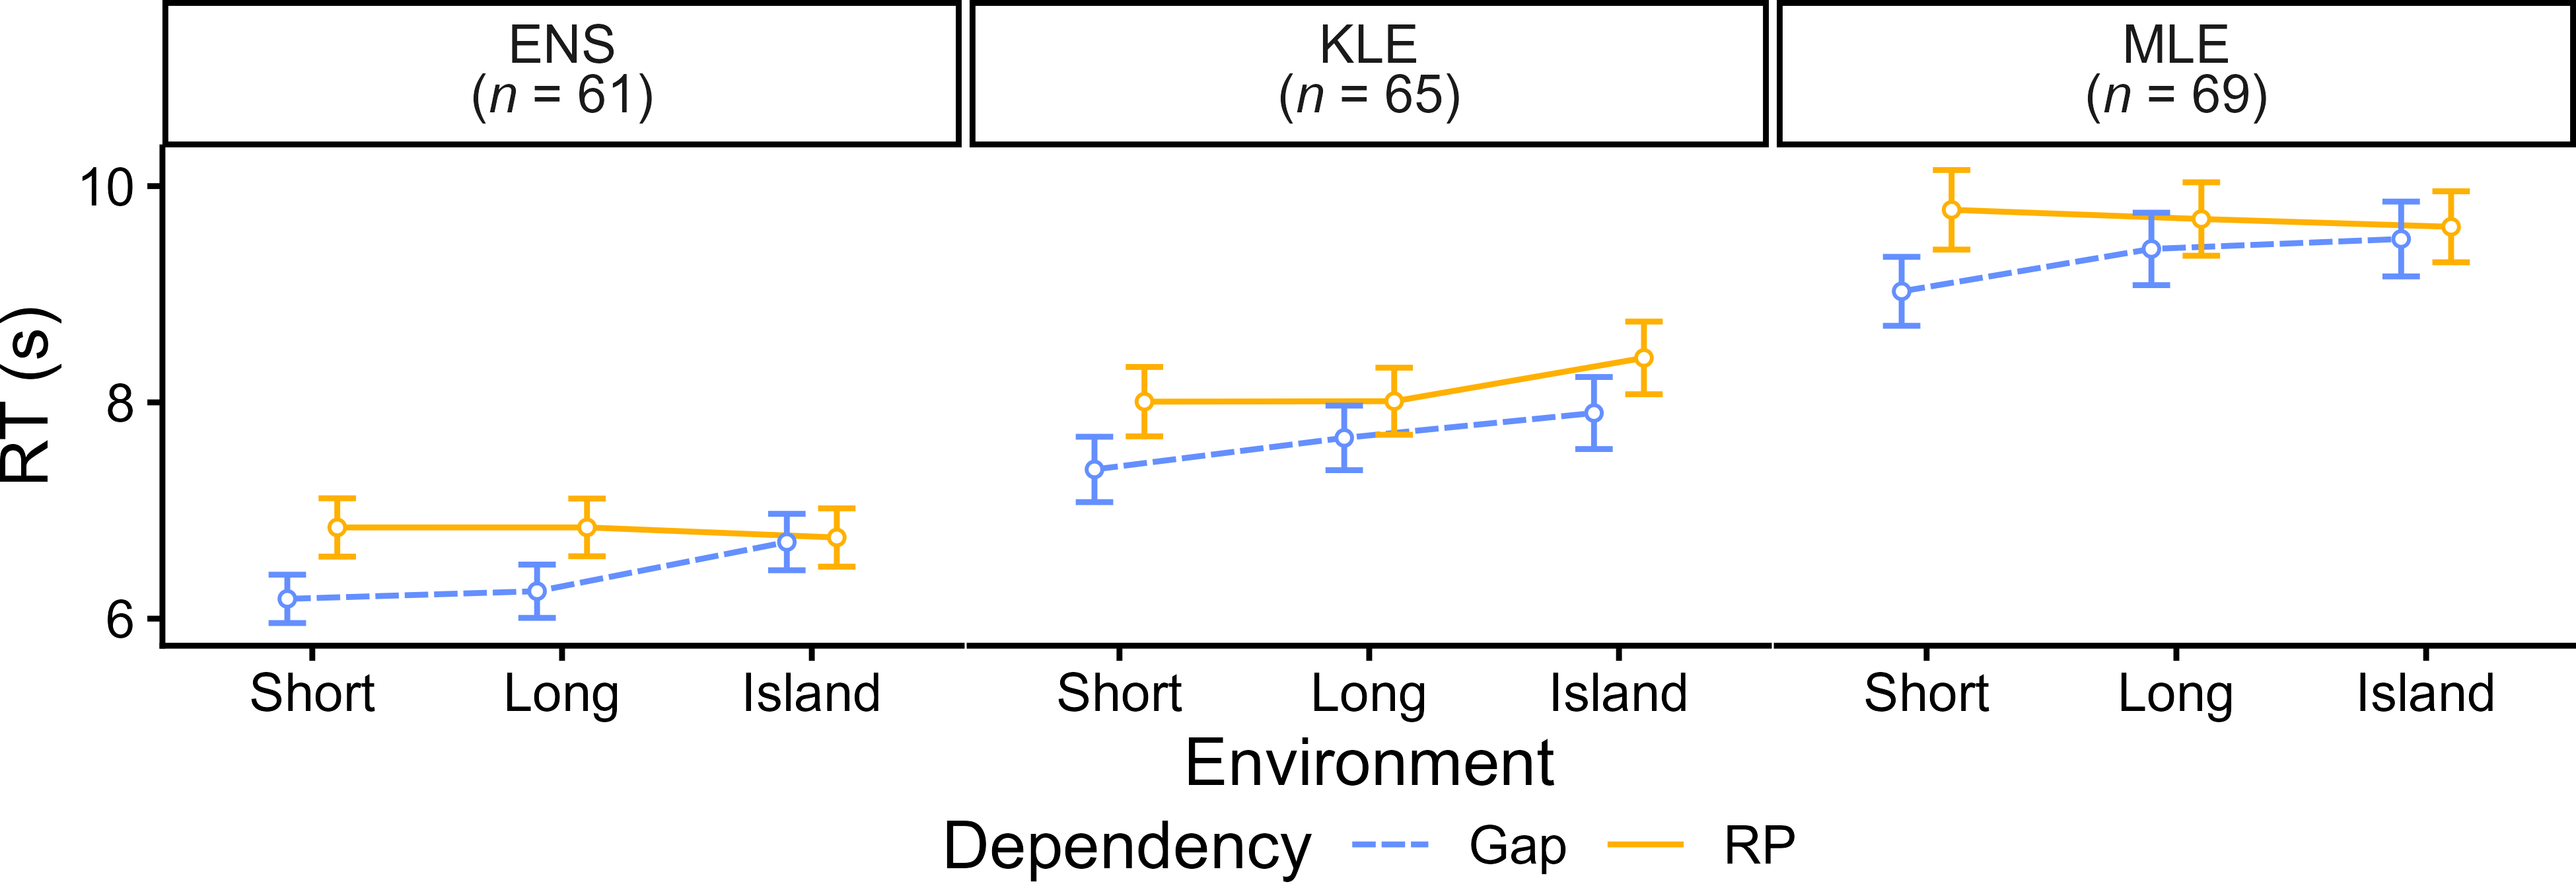 ENS
(n = 61)
KLE
(n = 65)
MLE
(n = 69)
RT (s)
10
8
6
Short Long Island
Short Long Island
Short Long Island
Environment
Dependency Gap RP